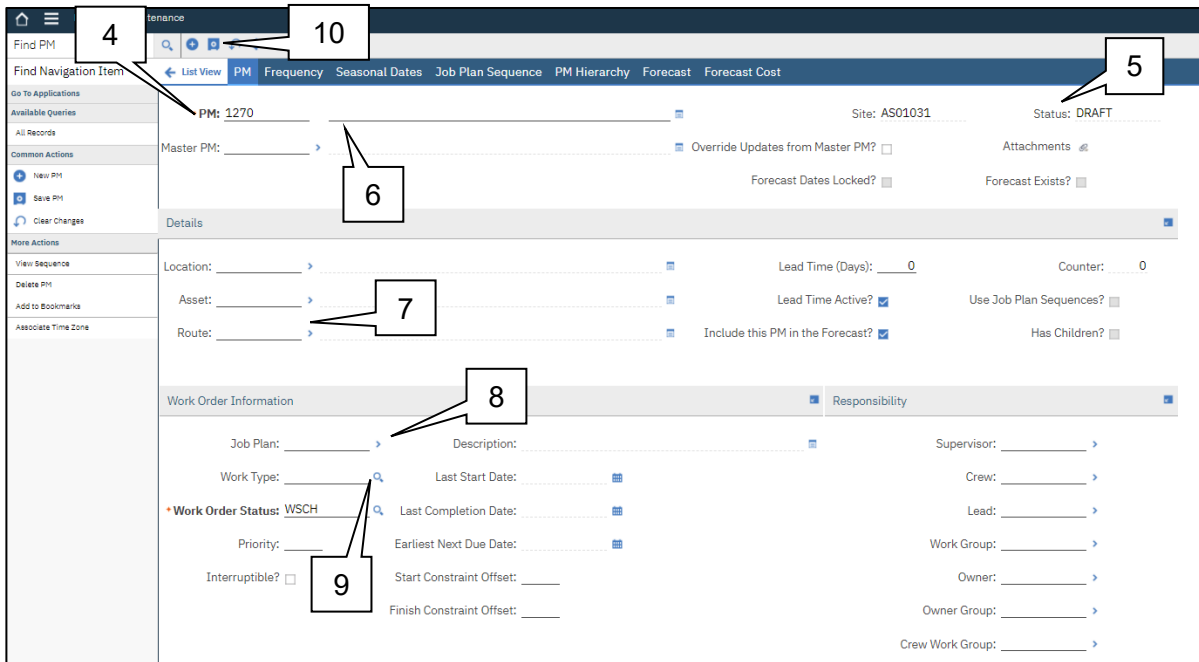 tenance
4
10
Find PM
5
Find Navigation Item
List View PM Frequency Seasonal Dates Job Plan Sequence PM Hierarchy Forecast Forecast Cost
Go To Applications
Available Queries
All Records
Common Actions
New PM
Save PM
Clear Changes
More Actions
View Sequence
Delete PM
Add to Bookmarks
Associate Time Zone
PM: 1270 Site: AS01031 Status: DRAFT
Master PM: Override Updates from Master PM? Attachments
6
Forecast Dates Locked? Forecast Exists?
Details
Location: Lead Time (Days): 0 Counter: 0
Asset: Lead Time Active? Use Job Plan Sequences?
7
Route: Include this PM in the Forecast? Has Children?
8
Work Order Information Responsibility
Job Plan: Description: Supervisor:
Work Type: Last Start Date: Crew:
*Work Order Status: WSCH Last Completion Date: Lead:
Priority: Earliest Next Due Date: Work Group:
Interruptible? Start Constraint Offset: Owner:
9
Finish Constraint Offset: Owner Group:
Crew Work Group: